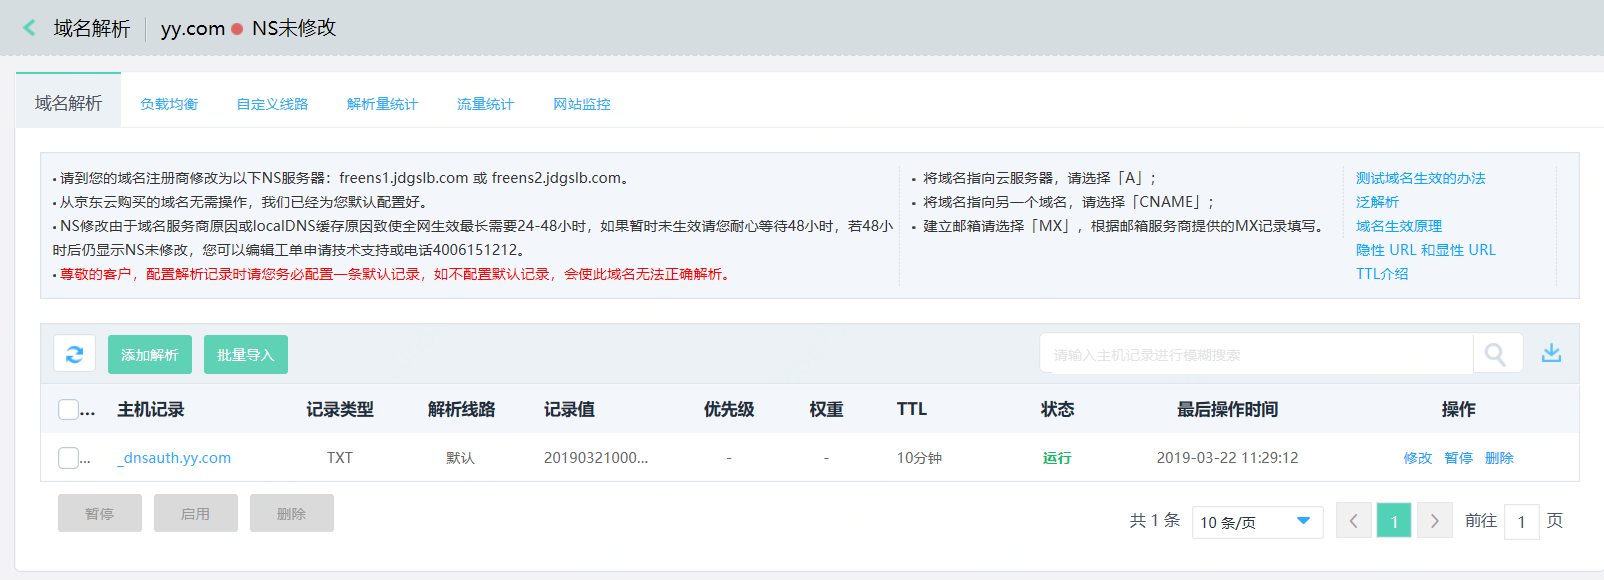 域名解析 yy.com NS未修改
域名解析 负载均衡 自定义线路 解析量统计 流量统计 网站监控
• 请到您的域名注册商修改为以下NS服务器：freens1.jdgslb.com 或 freens2.jdgslb.com。
• 从京东云购买的域名无需操作，我们已经为您默认配置好。
• NS修改由于域名服务商原因或localDNS缓存原因致使全网生效最长需要24-48小时，如果暂时未生效请您耐心等待48小时，若48小
时后仍显示NS未修改，您可以编辑工单申请技术支持或电话4006151212。
• 尊敬的客户，配置解析记录时请您务必配置一条默认记录，如不配置默认记录，会使此域名无法正确解析。
• 将域名指向云服务器，请选择「A」；
• 将域名指向另一个域名，请选择「CNAME」；
• 建立邮箱请选择「MX」，根据邮箱服务商提供的MX记录填写。
测试域名生效的办法
泛解析
域名生效原理
隐性 URL 和显性 URL
TTL介绍
添加解析 批量导入 请输入主机记录进行模糊搜索
... 主机记录 记录类型 解析线路 记录值 优先级 权重 TTL 状态 最后操作时间 操作
... _dnsauth.yy.com TXT 默认 20190321000... - - 10分钟 运行 2019-03-22 11:29:12 修改 暂停 删除
暂停 启用 删除
共 1 条 10 条/页 1 前往 1 页